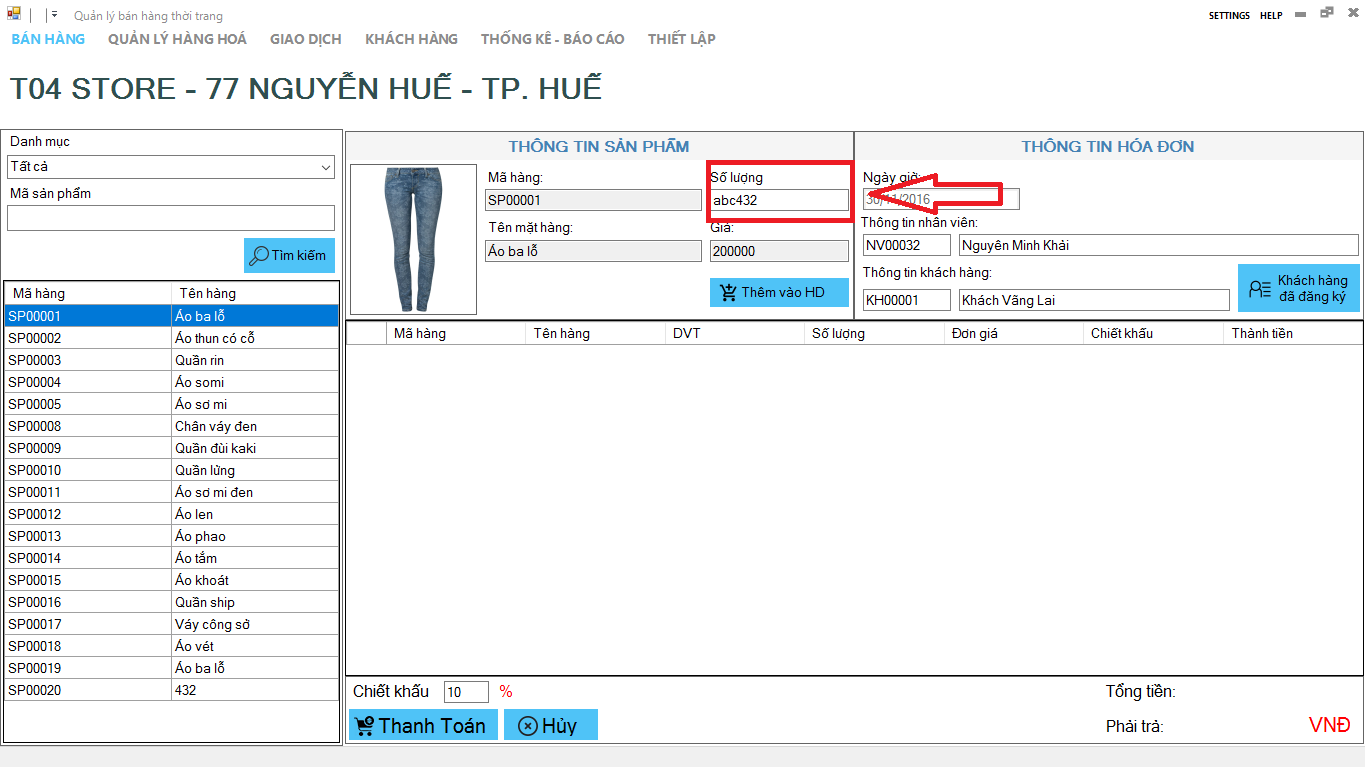 Quản lý bán hàng thời trang
SETTINGS HELP
BÁN HÀNG QUẢN LÝ HÀNG HOÁ GIAO DỊCH KHÁCH HÀNG THỐNG KÊ - BÁO CÁO THIẾT LẬP
T04 STORE - 77 NGUYỄN HUẾ - TP. HUẾ
Danh mục
Tất cả
Mã sản phẩm
Tìm kiếm
Mã hàng Tên hàng
SP00001 Áo ba lỗ
SP00002 Áo thun có cỗ
SP00003 Quần rin
SP00004 Áo somi
SP00005 Áo sơ mi
SP00008 Chân váy đen
SP00009 Quần đùi kaki
SP00010 Quần lửng
SP00011 Áo sơ mi đen
SP00012 Áo len
SP00013 Áo phao
SP00014 Áo tắm
SP00015 Áo khoát
SP00016 Quần ship
SP00017 Váy công sở
SP00018 Áo vét
SP00019 Áo ba lỗ
SP00020 432
THÔNG TIN SẢN PHẨM
Mã hàng:
SP00001
Số lượng
abc432
Tên mặt hàng:
Áo ba lỗ
Giá:
200000
Thêm vào HD
THÔNG TIN HÓA ĐƠN
Ngày giờ:
30/11/2016
Thông tin nhân viên:
NV00032 Nguyên Minh Khải
Thông tin khách hàng:
KH00001 Khách Vãng Lai
Khách hàng
đã đăng ký
Mã hàng Tên hàng DVT Số lượng Đơn giá Chiết khấu Thành tiền
Chiết khấu 10 %
Thanh Toán Hủy
Tổng tiền:
Phải trả: VNĐ